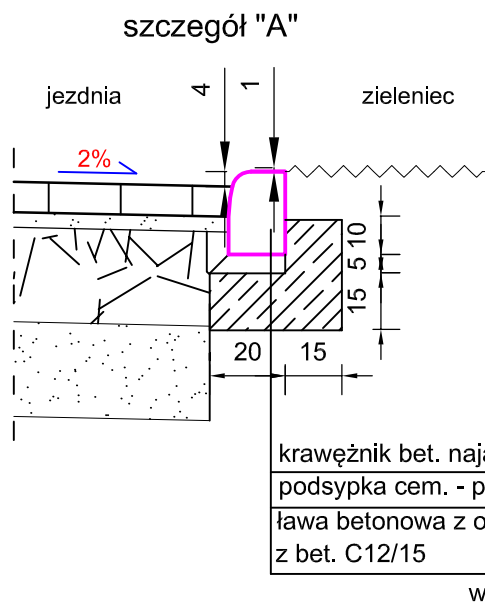 szczegół "A"
jezdnia
4
1
zieleniec
2%
10
5
15
20
15
krawężnik bet.
podsypka cem. -
ława betonowa z
z bet. C12/15